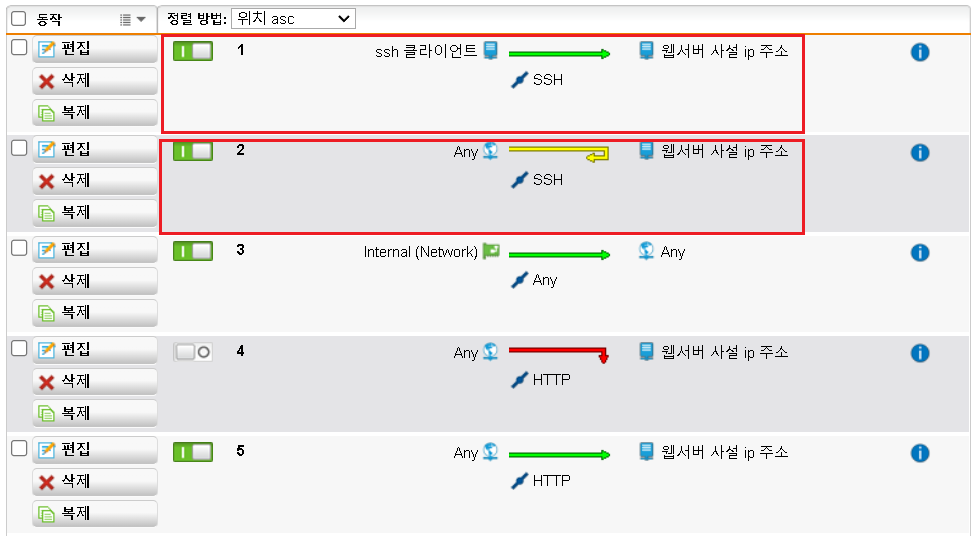 동작
정렬 방법: 위치 asc
편집
삭제
복제
1 ssh 클라이언트 웹서버 사설 ip 주소
SSH
편집
삭제
복제
2 Any 웹서버 사설 ip 주소
SSH
편집
삭제
복제
3 Internal (Network) Any
Any
편집
삭제
복제
4 Any 웹서버 사설 ip 주소
HTTP
편집
삭제
복제
5 Any 웹서버 사설 ip 주소
HTTP